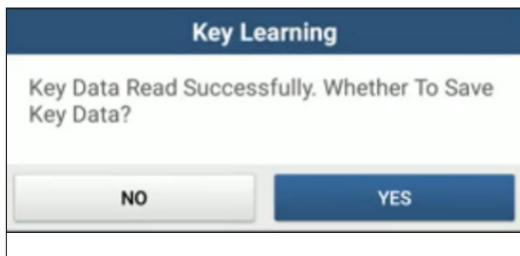 Key Learning
Key Data Read Successfully. Whether To Save
Key Data?
NO
YES